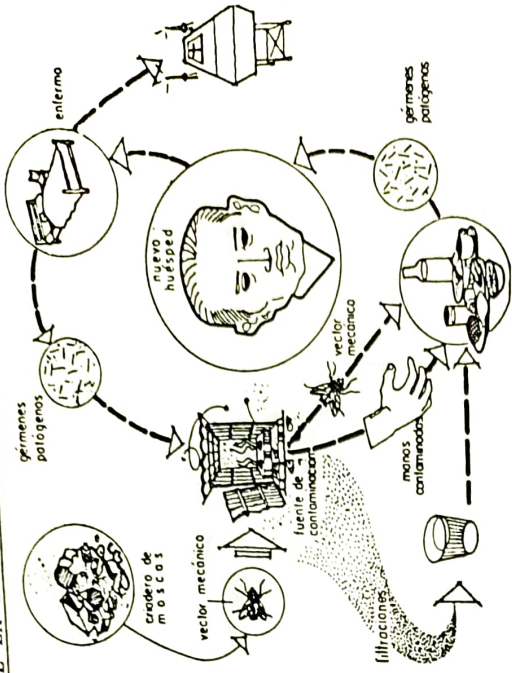 enfermo
gérmenes
patógenos
nuevo
huésped
gérmenes
patógenos
vector
mecánico
criadero de
moscas
vector mecánico
fuente de
contaminación
manos
contaminadas
filtraciones